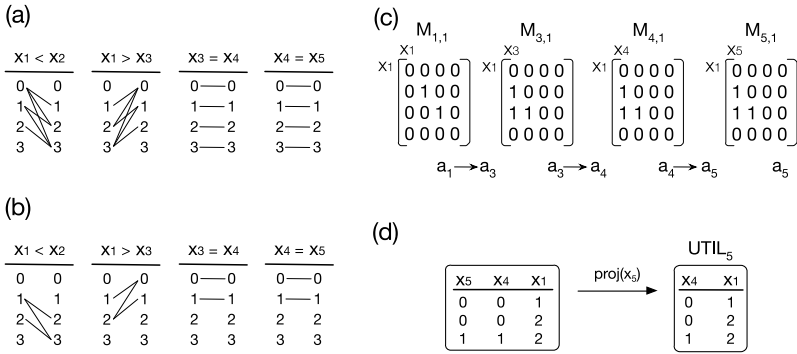 (a)
x1 < x2 x1 > x3 x3 = x4 x4 = x5
0 0 0 0 0 0 0 0
1 1 1 1 1 1 1 1
2 2 2 2 2 2 2 2
3 3 3 3 3 3 3 3
(b)
x1 < x2 x1 > x3 x3 = x4 x4 = x5
0 0 0 0 0 0 0 0
1 1 1 1 1 1 1 1
2 2 2 2 2 2 2 2
3 3 3 3 3 3 3 3
(c)
M1,1 M3,1 M4,1 M5,1
x1 x3 x4 x5
x1 0 0 0 0 x1 0 0 0 0 x1 0 0 0 0 x1 0 0 0 0
0 1 0 0 1 0 0 0 1 0 0 0 1 0 0 0
0 0 1 0 1 1 0 0 1 1 0 0 1 1 0 0
0 0 0 0 0 0 0 0 0 0 0 0 0 0 0 0
a1 → a3 a3 → a4 a4 → a5 a5
(d)
UTIL5
x5 x4 x1 proj(x5) x4 x1
0 0 1 0 1
0 0 2 0 2
1 1 2 1 2